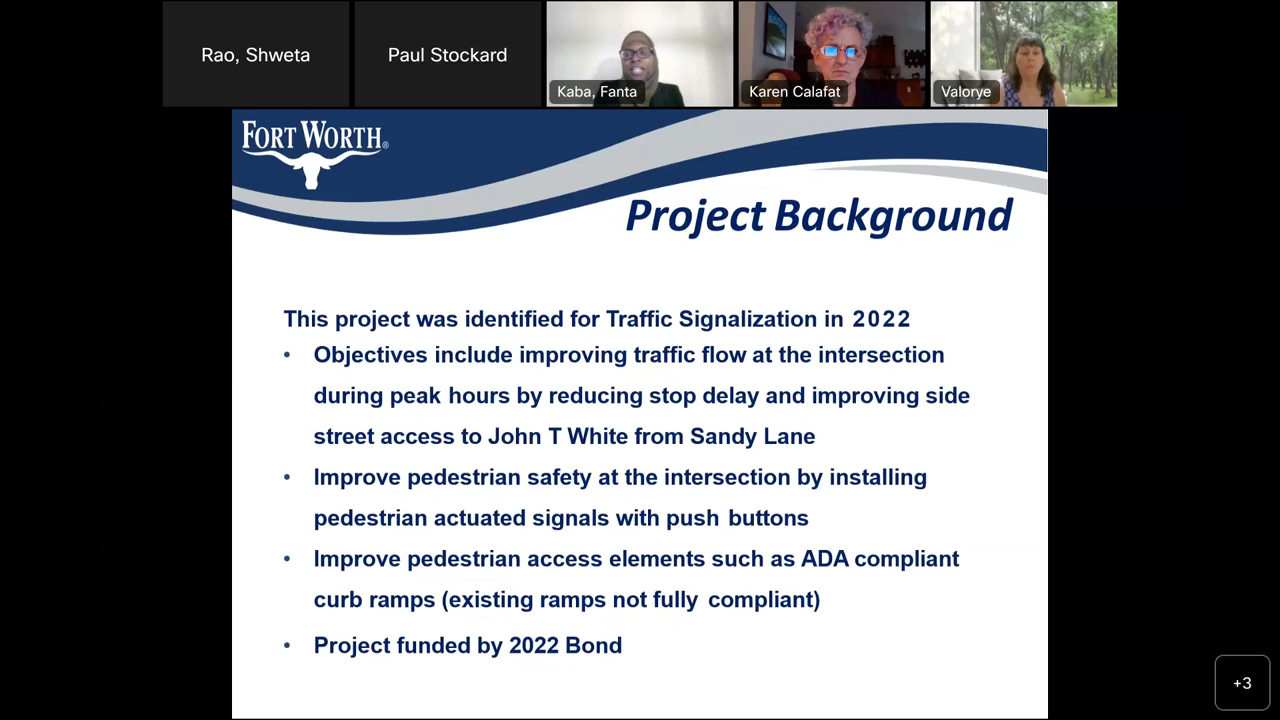 Rao, Shweta
Paul Stockard
Kaba, Fanta
Karen Calafat
Valorye
FORT WORTH®
Project Background
This project was identified for Traffic Signalization in 2022
• Objectives include improving traffic flow at the intersection
during peak hours by reducing stop delay and improving side
street access to John T White from Sandy Lane
• Improve pedestrian safety at the intersection by installing
pedestrian actuated signals with push buttons
• Improve pedestrian access elements such as ADA compliant
curb ramps (existing ramps not fully compliant)
• Project funded by 2022 Bond
+3